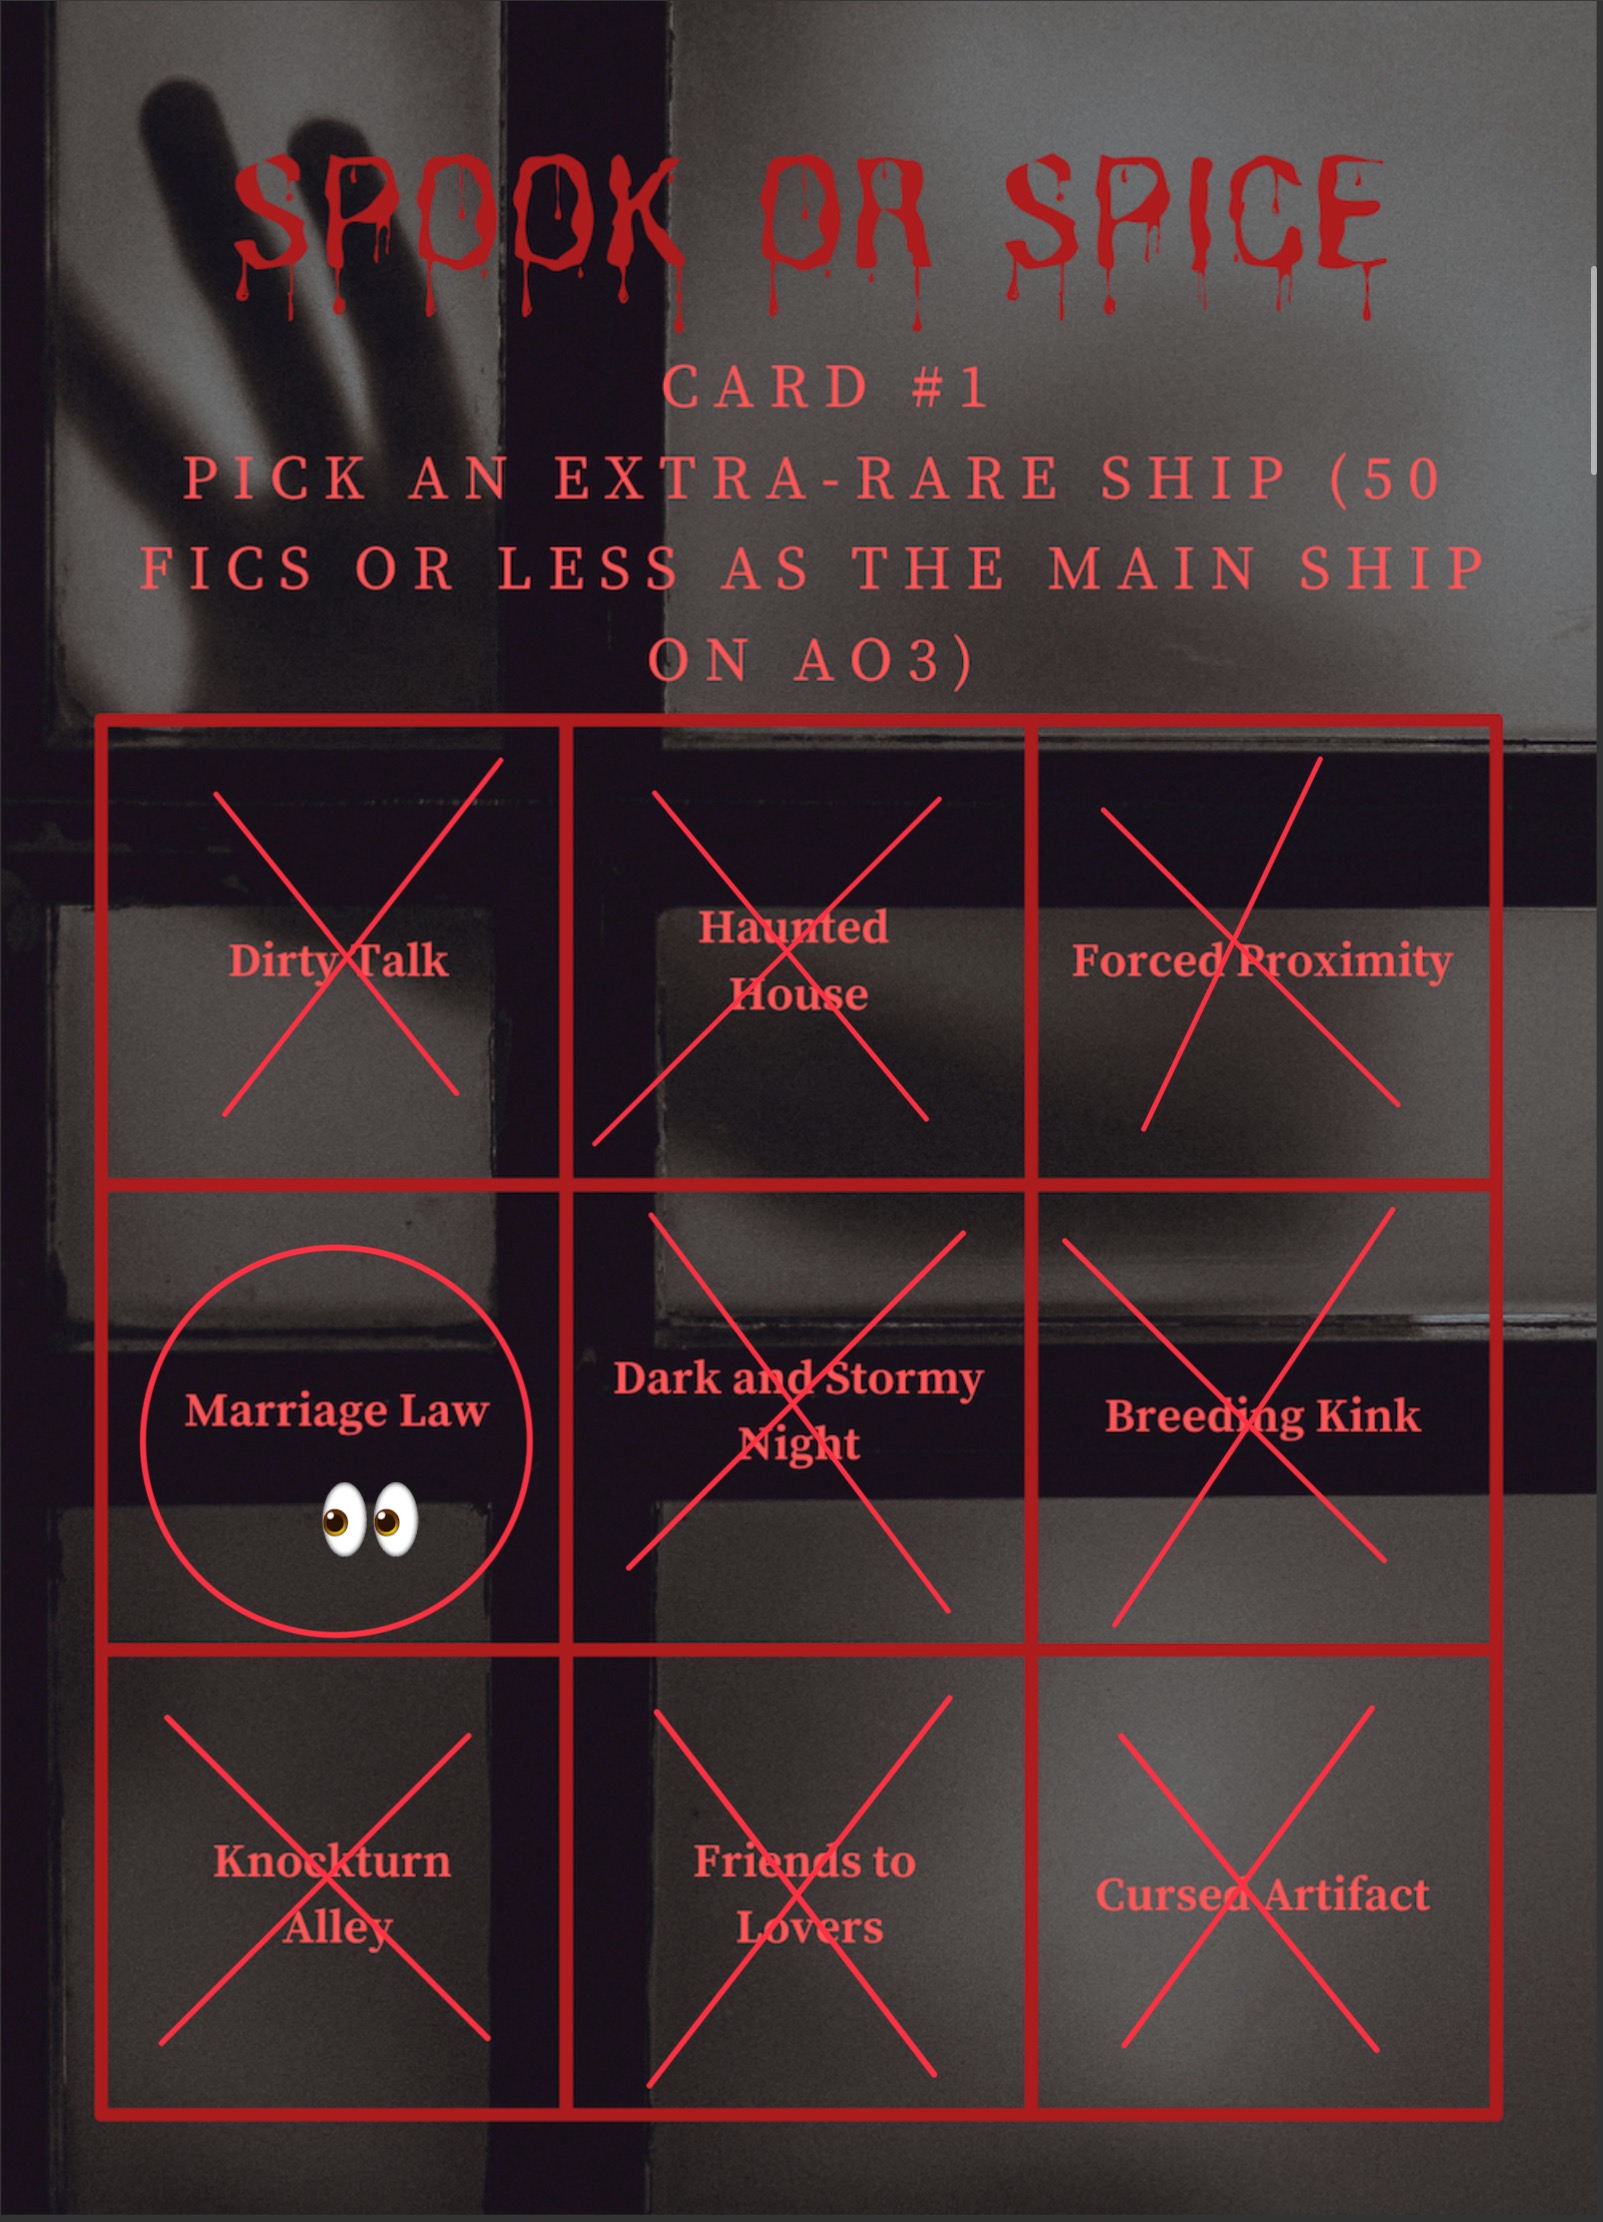 SPOOK OR SPICE
CARD #1
PICK AN EXTRA-RARE SHIP (50
FICS OR LESS AS THE MAIN SHIP
ON AO3)
Dirty Talk
Haunted
House
Forced Proximity
Marriage Law
Dark and Stormy
Night
Breeding Kink
Knockturn
Alley
Friends to
Lovers
Cursed Artifact